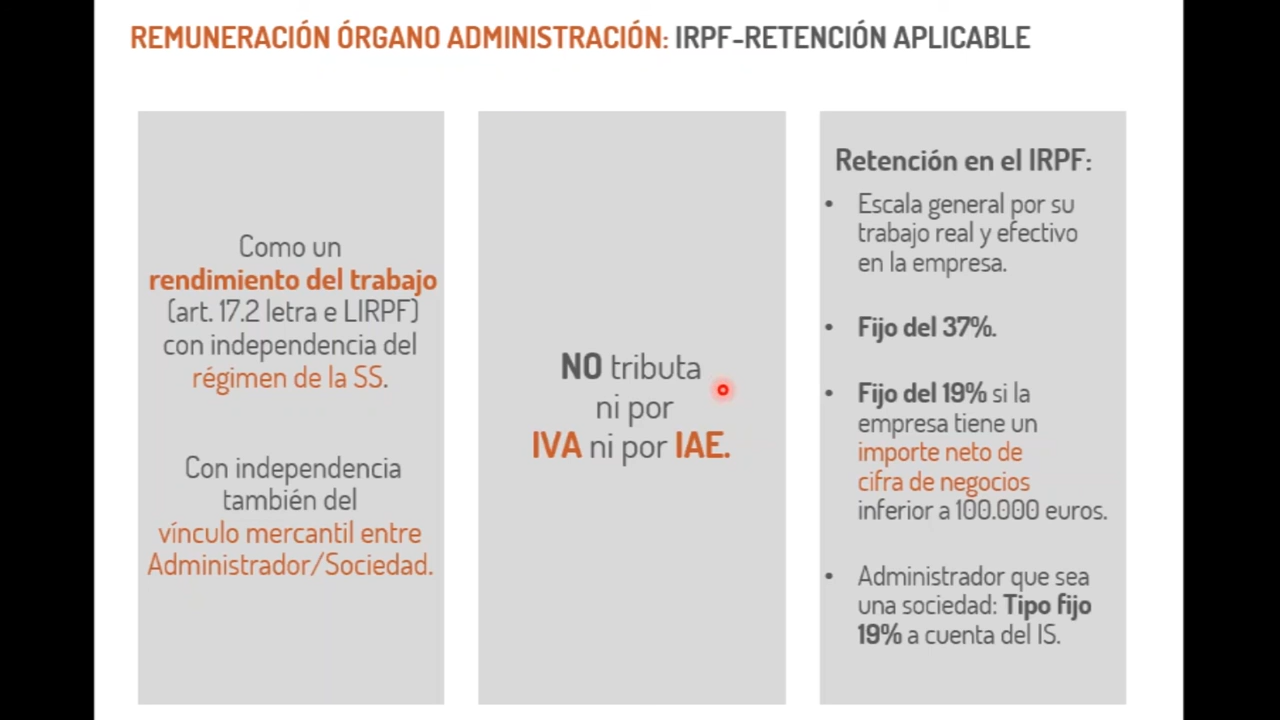 REMUNERACIÓN ÓRGANO ADMINISTRACIÓN: IRPF-RETENCIÓN APLICABLE
Como un
rendimiento del trabajo
(art. 17.2 letra e LIRPF)
con independencia del
régimen de la SS.
Con independencia
también del
vínculo mercantil entre
Administrador/Sociedad.
NO tributa
ni por
IVA ni por IAE.
Retención en el IRPF:
• Escala general por su
trabajo real y efectivo
en la empresa.
• Fijo del 37%.
• Fijo del 19% si la
empresa tiene un
importe neto de
cifra de negocios
inferior a 100.000 euros.
• Administrador que sea
una sociedad: Tipo fijo
19% a cuenta del IS.